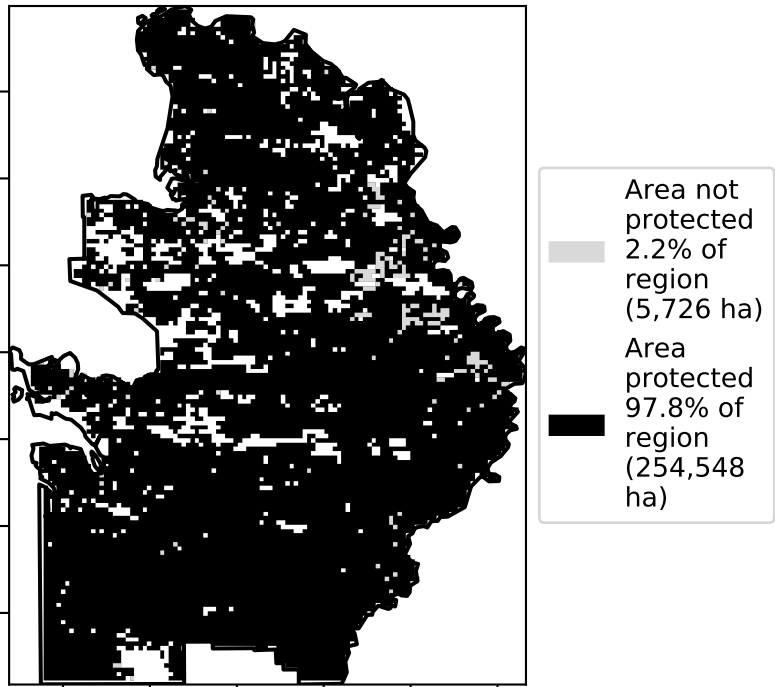 Area not
protected
2.2% of
region
(5,726 ha)
Area
protected
97.8% of
region
(254,548
ha)